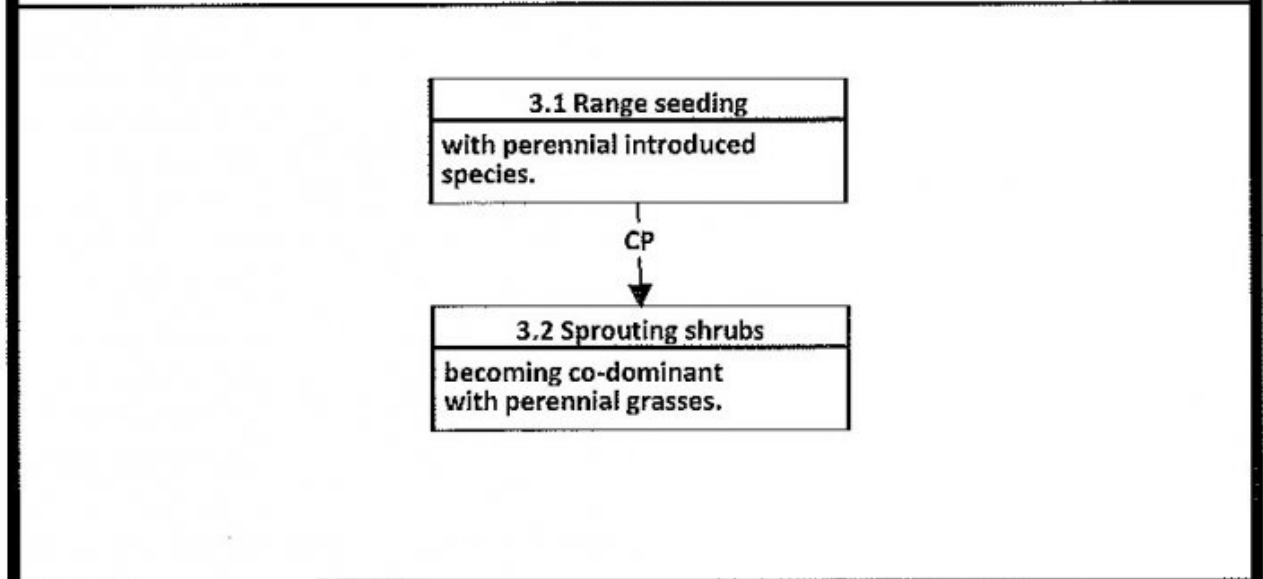 3.1 Range seeding
with perennial introduced
species.
CP
3.2 Sprouting shrubs
becoming co-dominant
with perennial grasses.